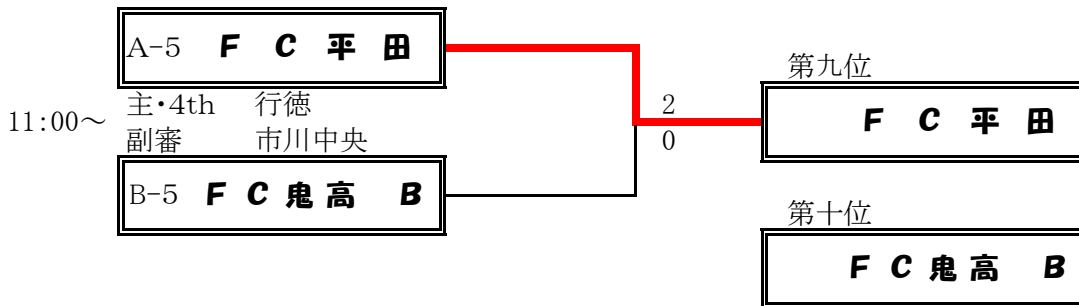 A-5 FC平田
11:00～
主・4th 行徳
副審 市川中央
B-5 FC鬼高 B
2
0
第九位
FC平田
第十位
FC鬼高 B